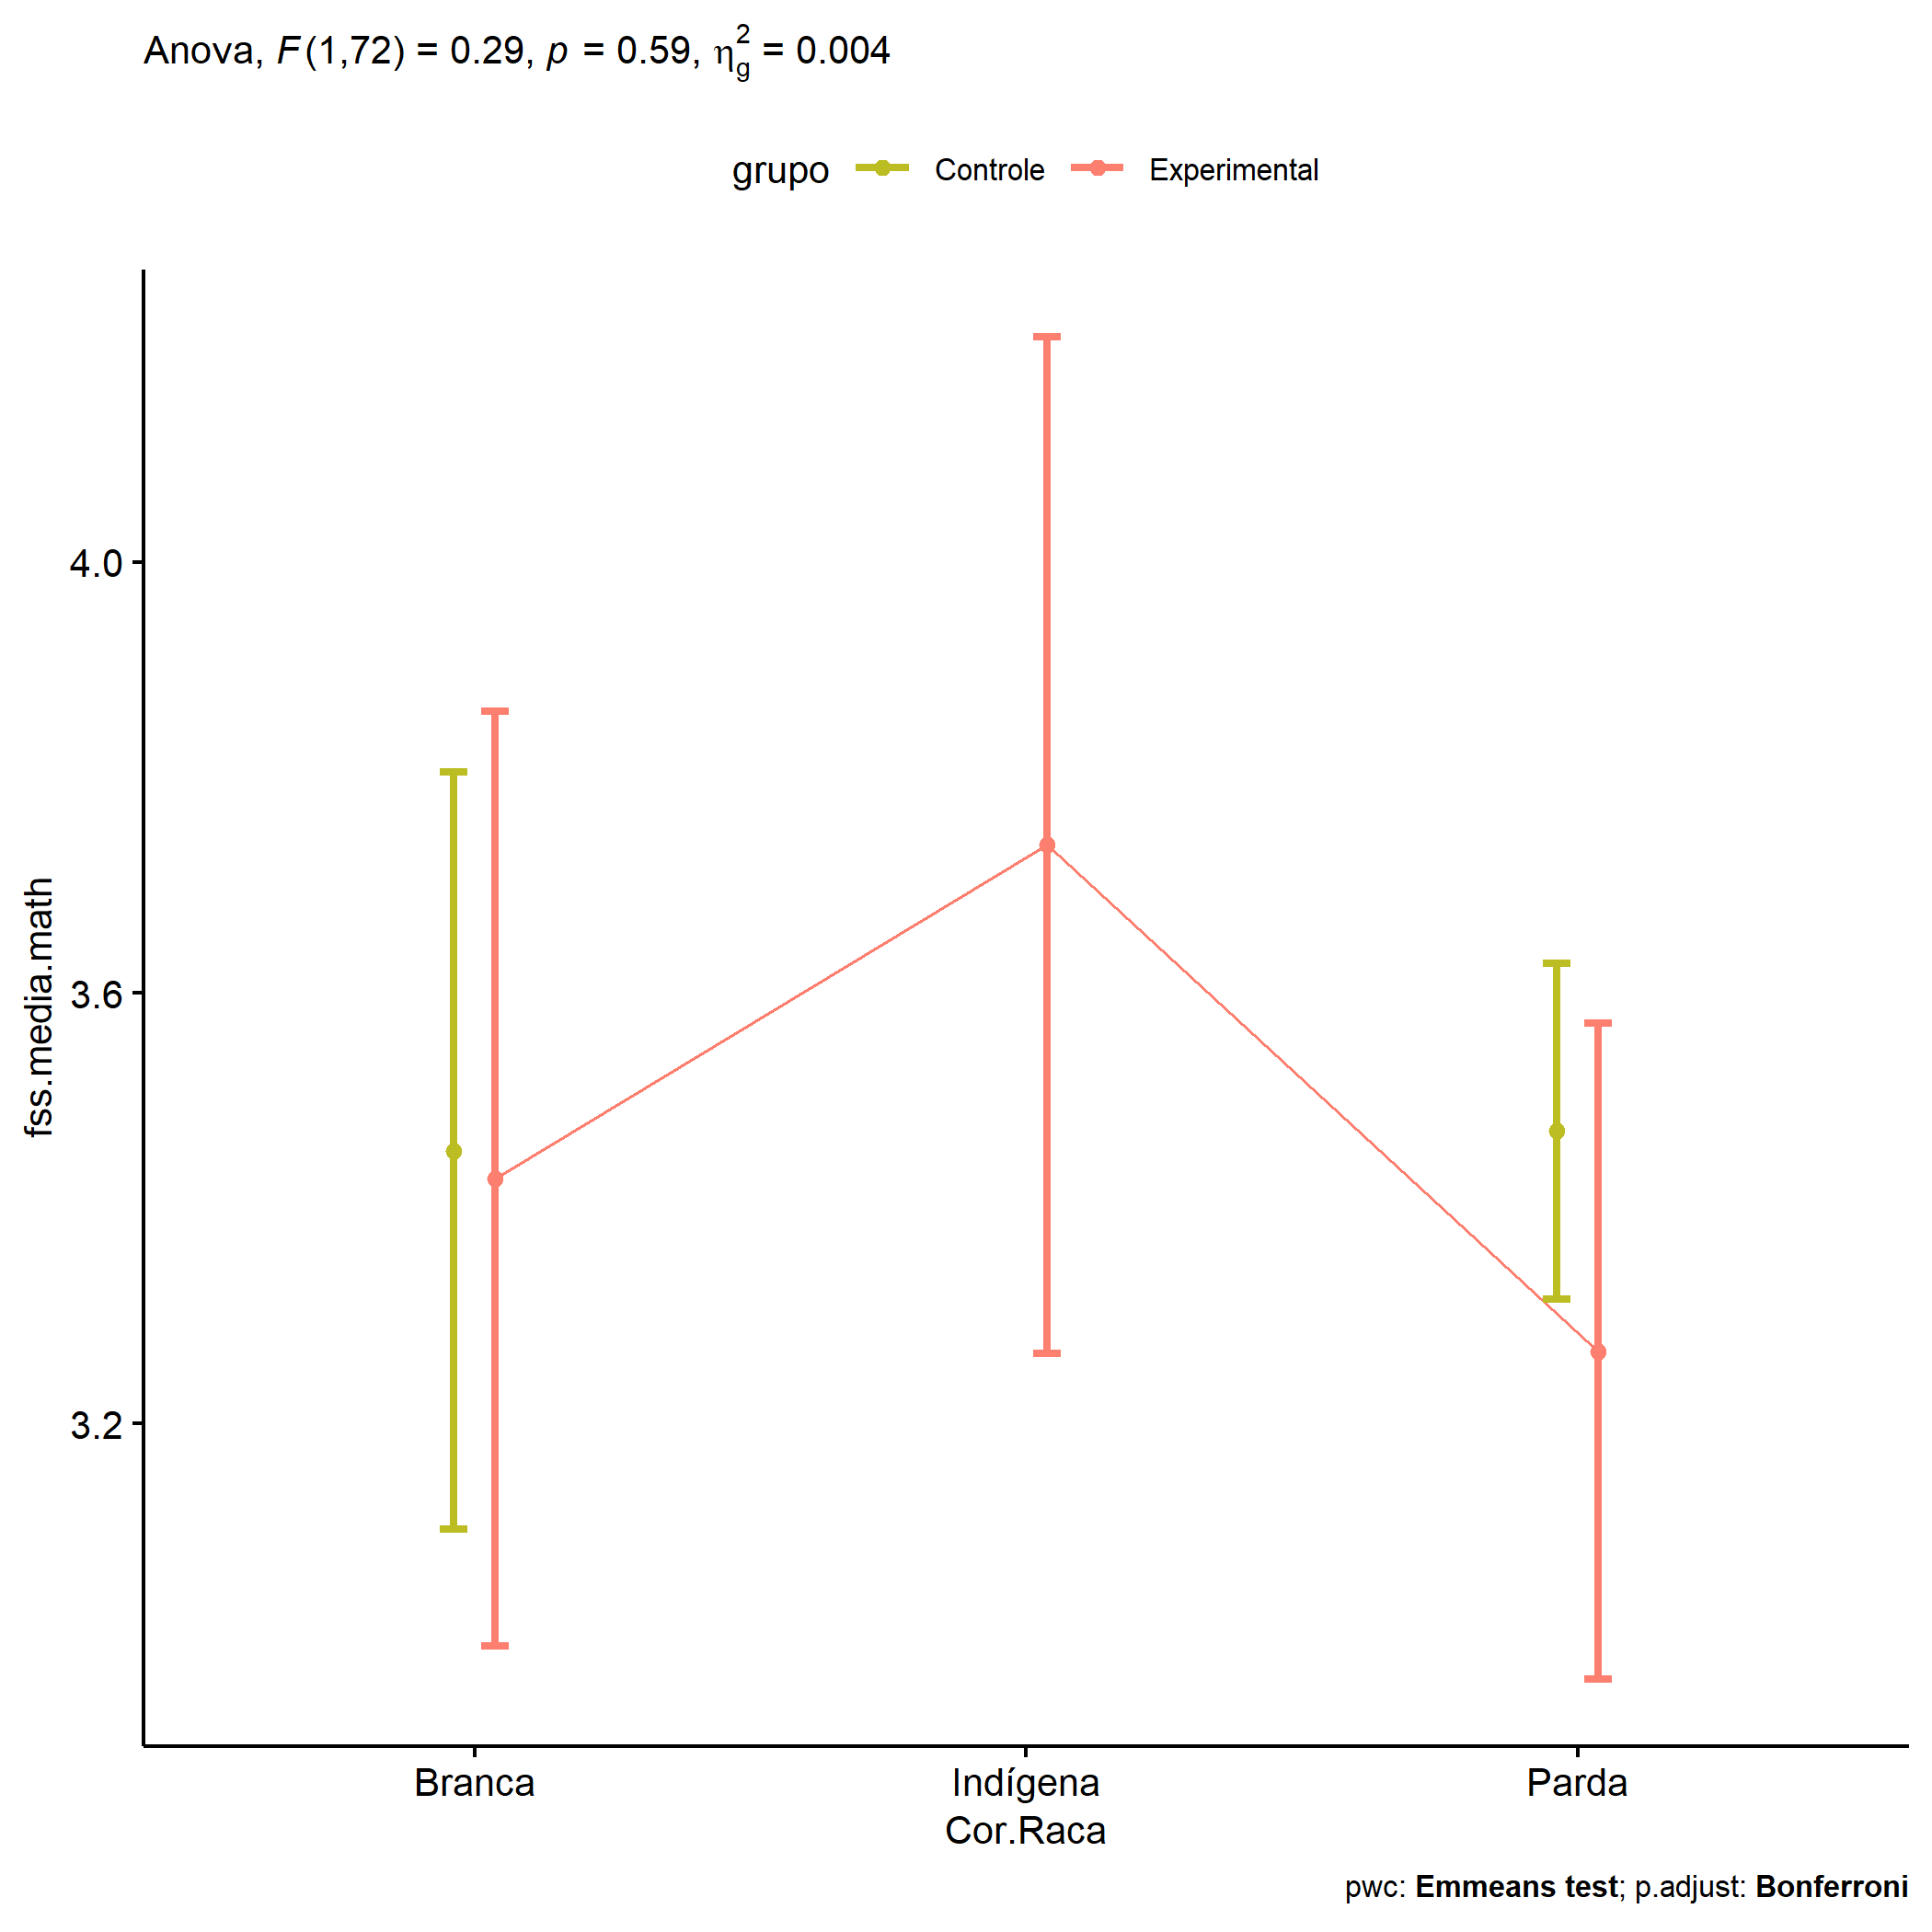 Anova, F(1,72) = 0.29, p = 0.59, η²g = 0.004
grupo Controle Experimental
4.0
3.6
3.2
fss.media.math
Branca Indígena Parda
Cor.Raca
pwc: Emmeans test; p.adjust: Bonferroni